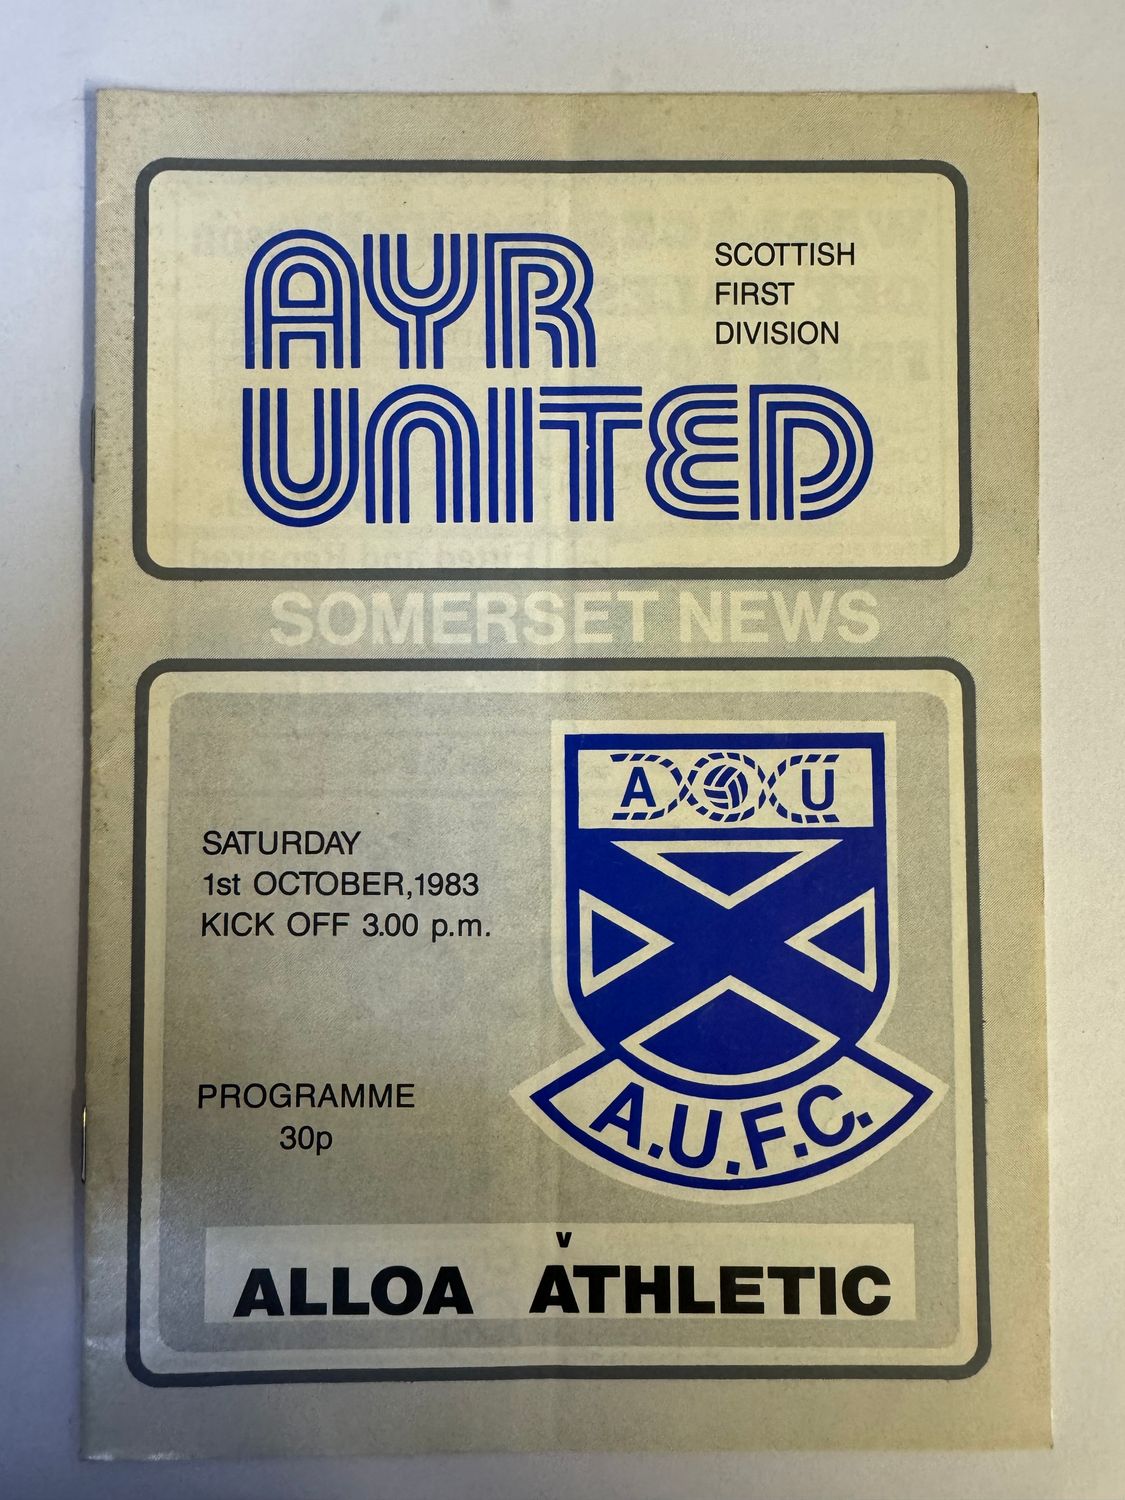 AYR
UNITED
SCOTTISH
FIRST
DIVISION
SOMERSET NEWS
SATURDAY
1st OCTOBER,1983
KICK OFF 3.00 p.m.
PROGRAMME
30p
A U
A.U.F.C.
v
ALLOA ATHLETIC